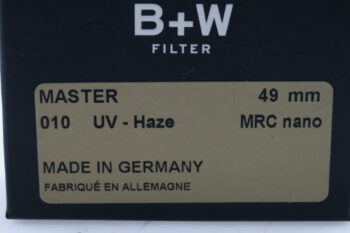 B+W
FILTER
MASTER 49 mm
010 UV - Haze MRC nano
MADE IN GERMANY
FABRIQUÉ EN ALLEMAGNE